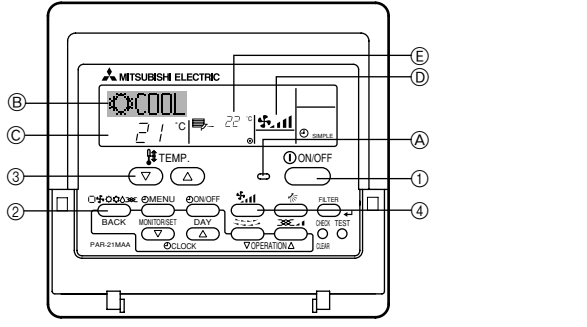 MITSUBISHI ELECTRIC
Ⓔ
Ⓓ
Ⓑ
COOL
22 °C
Ⓒ
21 °C
SIMPLE
Ⓐ
TEMP.
ON/OFF
③
①
②
MENU
ON/OFF
FILTER
④
BACK
MONITOR/SET
DAY
CHECK
TEST
PAR-21MAA
CLOCK
OPERATION
CLEAR